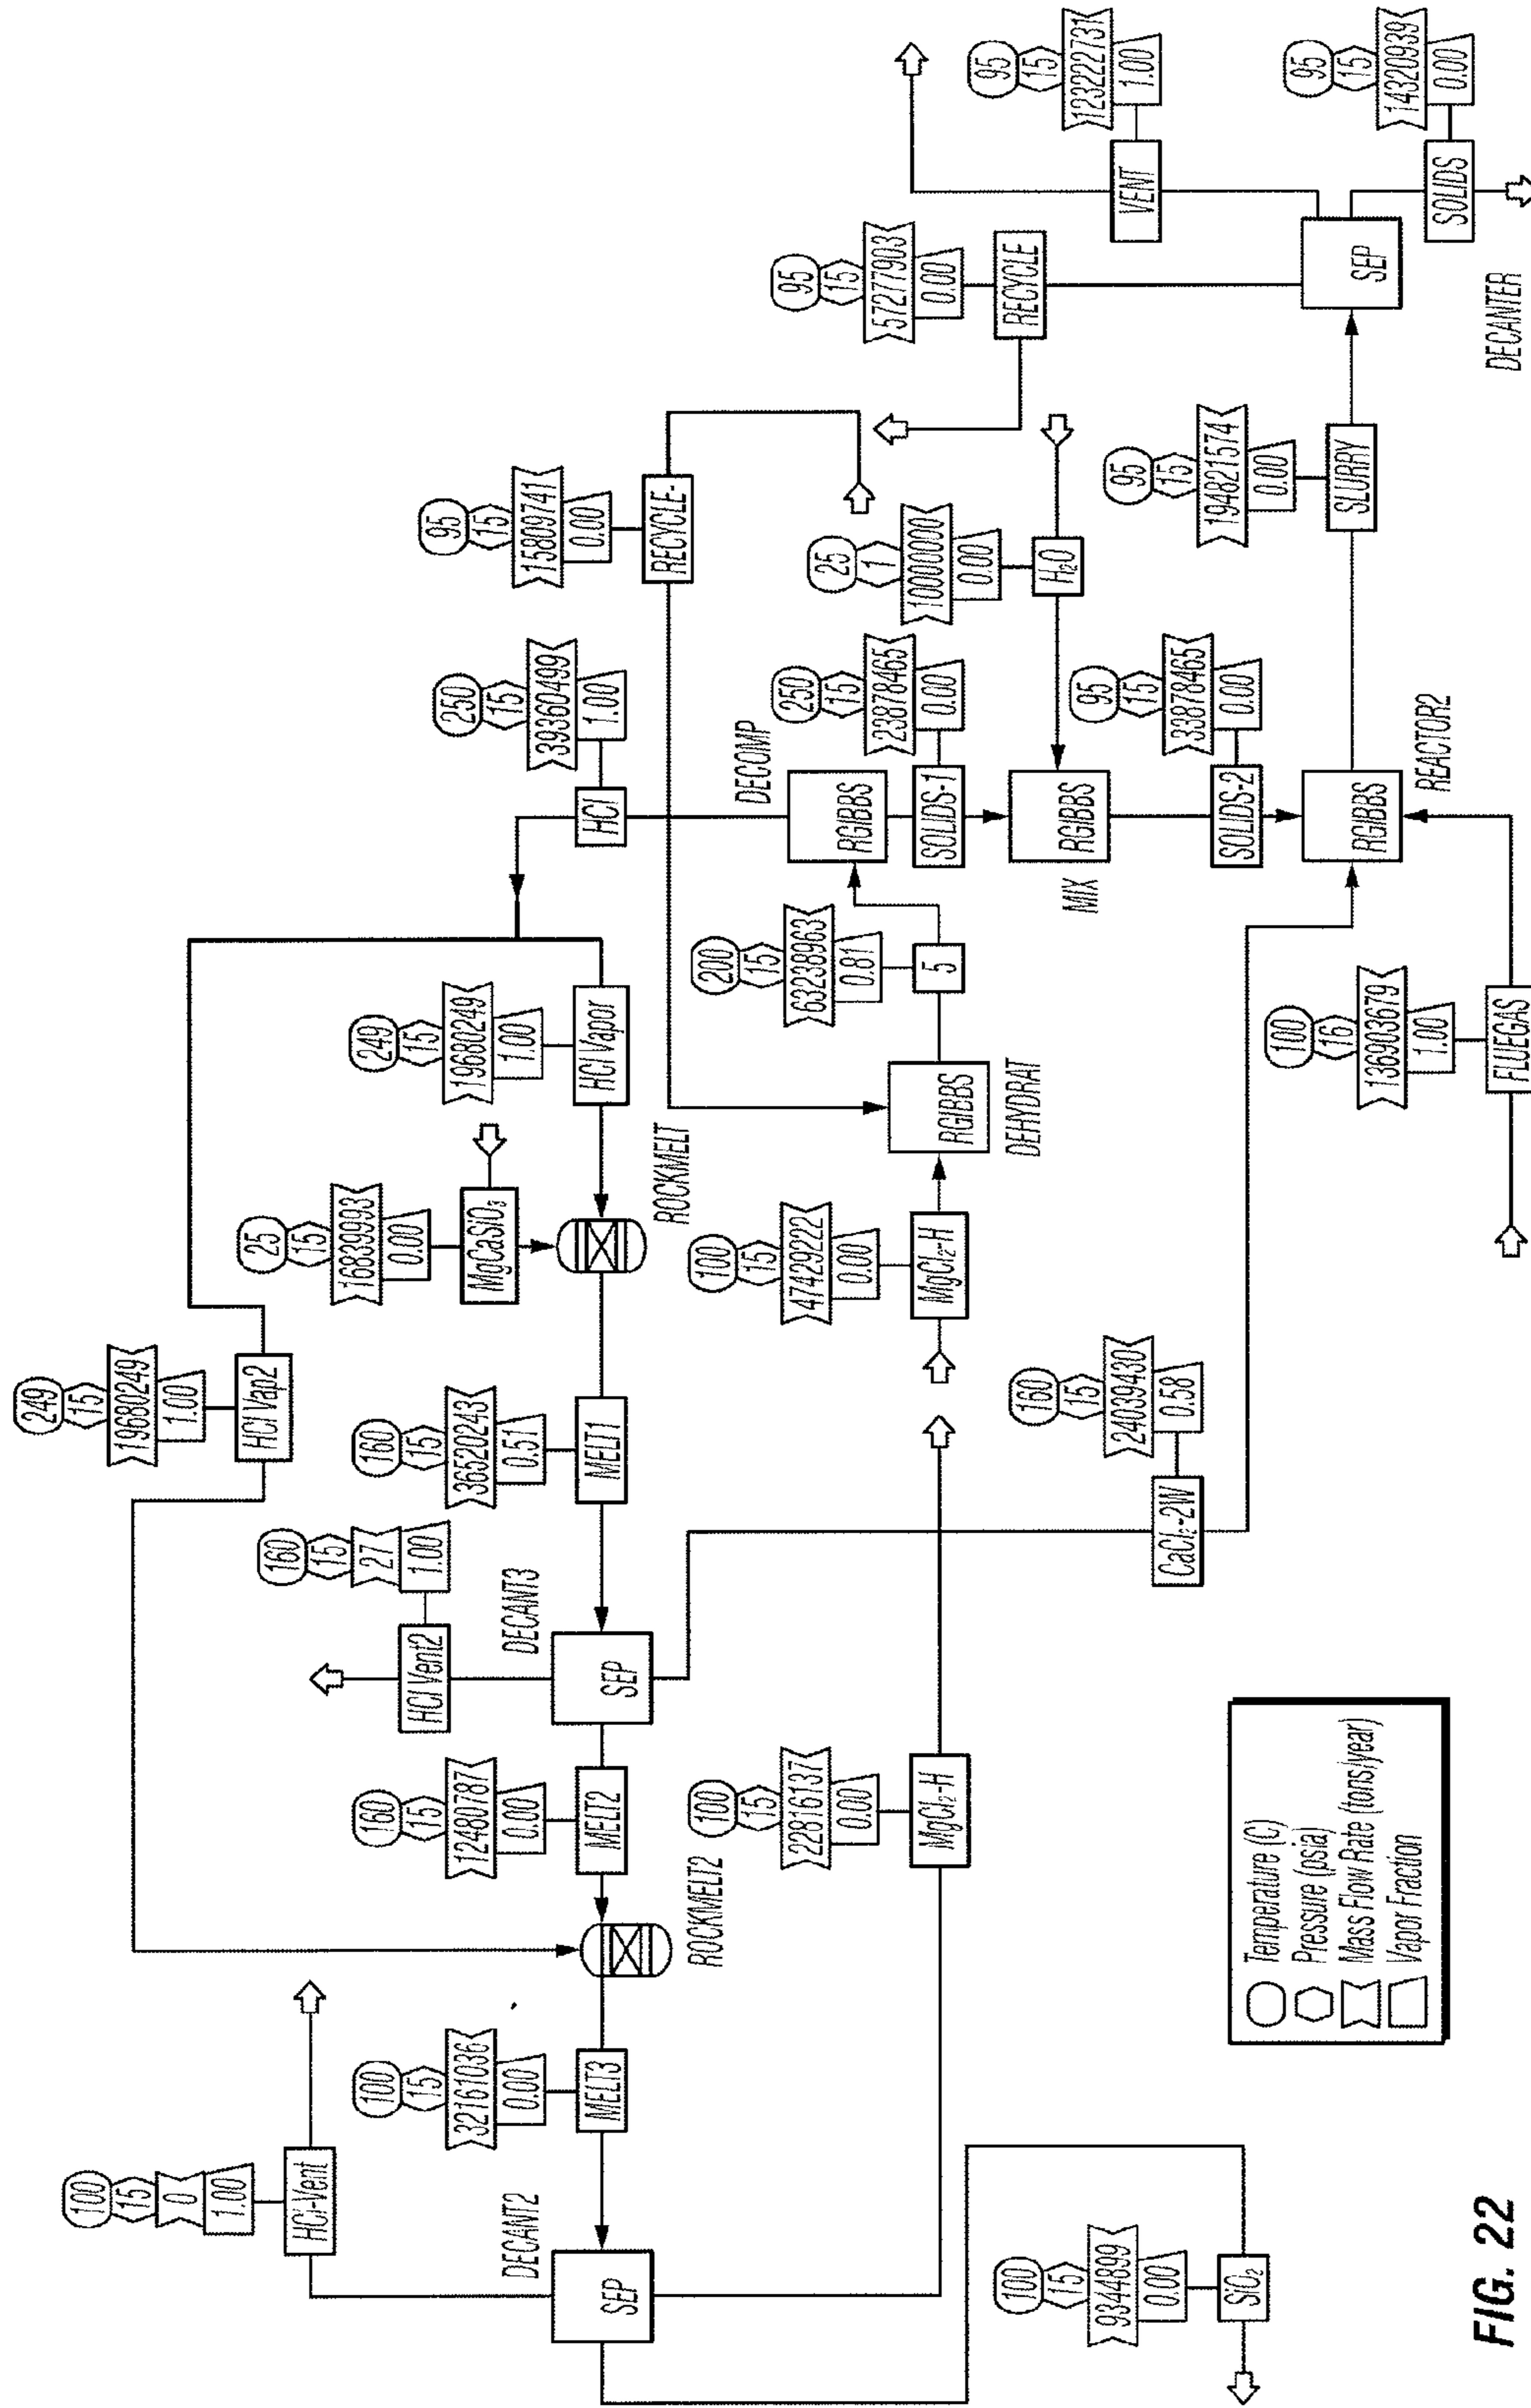 100
15
0
1.00
HCl-Vent
DECANT2
SEP
100
15
9344899
0.00
SiO₂
100
15
32161036
0.00
MELT3
ROCKMELT2
249
15
19680249
1.00
HCl Vap2
160
15
12480787
0.00
MELT2
100
15
22816137
0.00
MgCl₂-H
160
15
27
1.00
HCl Vent2
DECANT3
SEP
160
15
36520243
0.51
MELT1
25
15
16839993
0.00
MgCaSiO₃
ROCKMELT
249
15
19680249
1.00
HCl Vapor
160
15
24039430
0.58
CaCl₂-2W
100
15
47429222
0.00
MgCl₂-H
RGIBBS
DEHYDRAT
200
15
63238963
0.81
5
100
16
136903679
1.00
FLUEGAS
250
15
39360499
1.00
HCl
DECOMP
RGIBBS
250
15
23878465
0.00
SOLIDS-1
RGIBBS
MIX
95
15
33878465
0.00
SOLIDS-2
RGIBBS
REACTOR2
95
15
15809741
0.00
RECYCLE-
25
1
10000000
0.00
H₂O
95
15
194821574
0.00
SLURRY
95
15
57277903
0.00
RECYCLE
SEP
DECANTER
95
15
123222731
1.00
VENT
95
15
14320939
0.00
SOLIDS
Temperature (C)
Pressure (psia)
Mass Flow Rate (tons/year)
Vapor Fraction
FIG. 22